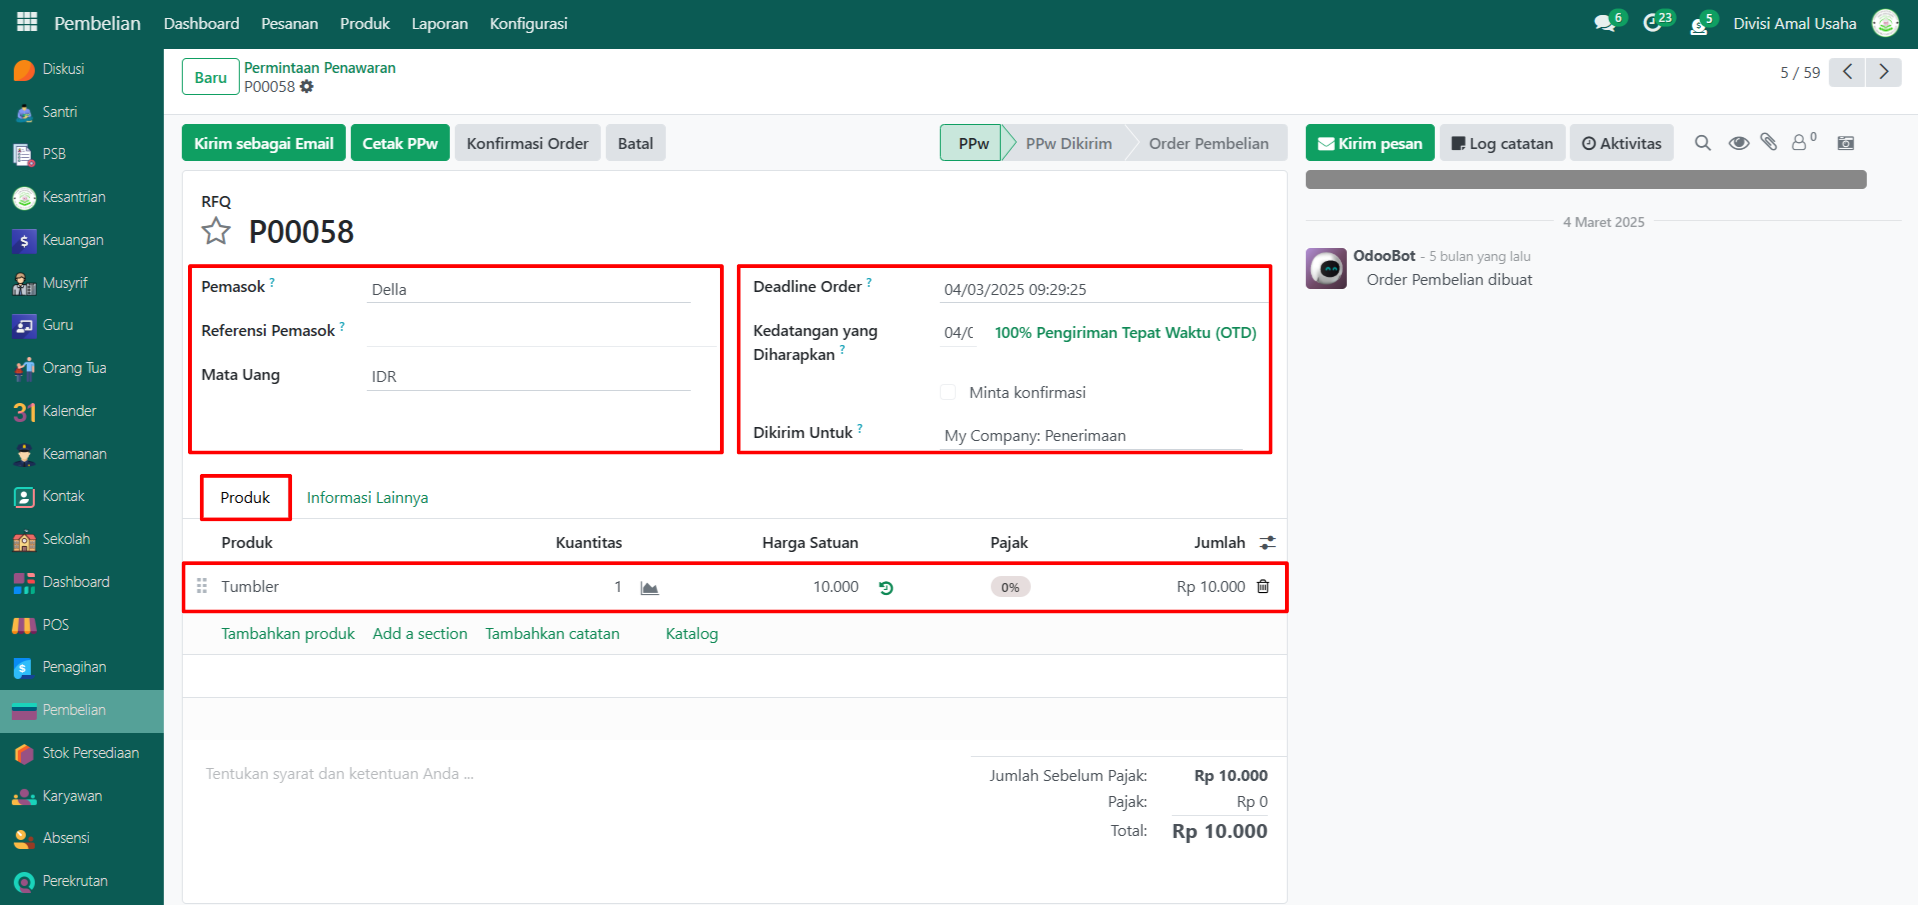 Pembelian Dashboard Pesanan Produk Laporan Konfigurasi 6 23 5 Divisi Amal Usaha
Diskusi
Santri
PSB
Kesantrian
Keuangan
Musyrif
Guru
Orang Tua
31 Kalender
Keamanan
Kontak
Sekolah
Dashboard
POS
Penagihan
Pembelian
Stok Persediaan
Karyawan
Absensi
Perekrutan
Baru Permintaan Penawaran
P00058
5 / 59
Kirim sebagai Email Cetak PPw Konfirmasi Order Batal PPw PPw Dikirim Order Pembelian
RFQ
P00058
Pemasok ? Della
Referensi Pemasok ?
Mata Uang IDR
Deadline Order ? 04/03/2025 09:29:25
Kedatangan yang Diharapkan ? 04/0 100% Pengiriman Tepat Waktu (OTD)
Minta konfirmasi
Dikirim Untuk ? My Company: Penerimaan
Produk Informasi Lainnya
Produk Kuantitas Harga Satuan Pajak Jumlah
Tumbler 1 10.000 0% Rp 10.000
Tambahkan produk Add a section Tambahkan catatan Katalog
Tentukan syarat dan ketentuan Anda ...
Jumlah Sebelum Pajak: Rp 10.000
Pajak: Rp 0
Total: Rp 10.000
Kirim pesan Log catatan Aktivitas 0
4 Maret 2025
OdooBot - 5 bulan yang lalu
Order Pembelian dibuat